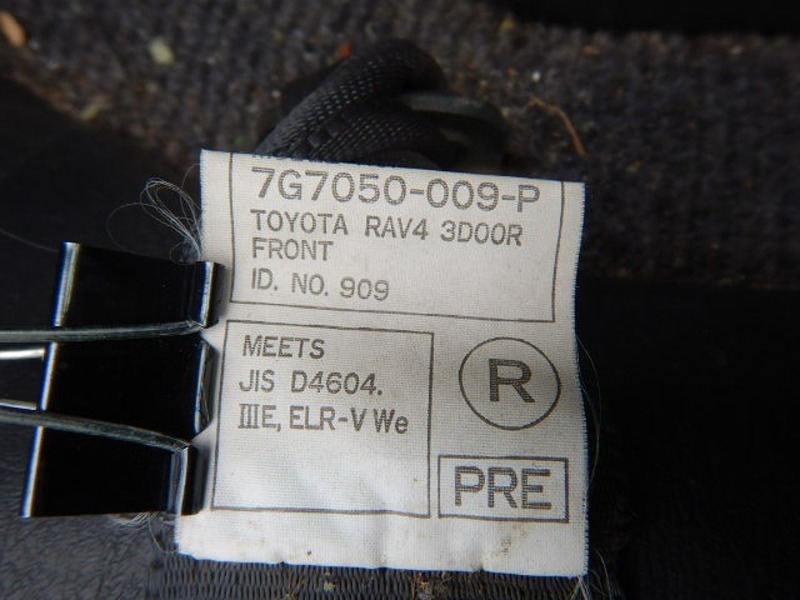 7G7050-009-P
TOYOTA RAV4 3DOOR
FRONT
ID. NO. 909
MEETS
JIS D4604.
IIIE, ELR-V We
R
PRE